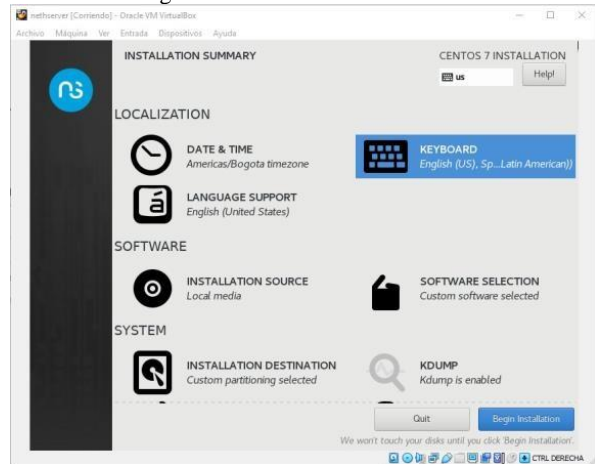 nethserver [Corriendo] - Oracle VM VirtualBox
Archivo Máquina Ver Entrada Dispositivos Ayuda
INSTALLATION SUMMARY
CENTOS 7 INSTALLATION
us
Help!
ns
LOCALIZATION
DATE & TIME
Americas/Bogota timezone
KEYBOARD
English (US), Sp...Latin American))
LANGUAGE SUPPORT
English (United States)
á
SOFTWARE
INSTALLATION SOURCE
Local media
SOFTWARE SELECTION
Custom software selected
SYSTEM
INSTALLATION DESTINATION
Custom partitioning selected
KDUMP
Kdump is enabled
Quit
Begin Installation
We won't touch your disks until you click 'Begin Installation'.
CTRL DERECHA